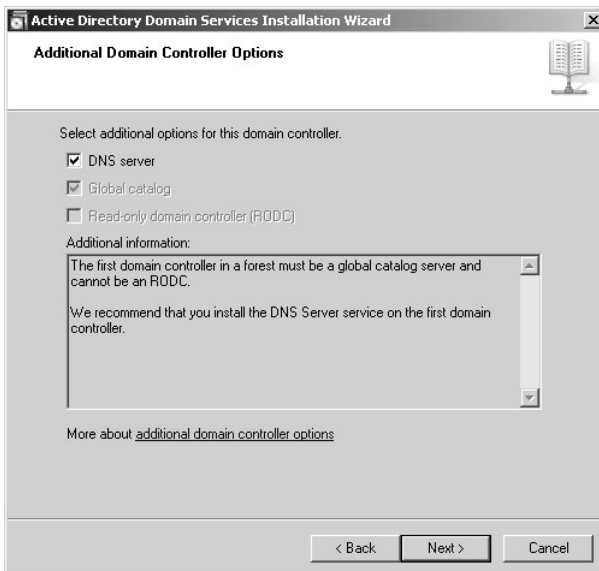 Active Directory Domain Services Installation Wizard
Additional Domain Controller Options
Select additional options for this domain controller.
DNS server
Global catalog
Read-only domain controller (RODC)
Additional information:
The first domain controller in a forest must be a global catalog server and
cannot be an RODC.
We recommend that you install the DNS Server service on the first domain
controller.
More about additional domain controller options
< Back
Next >
Cancel